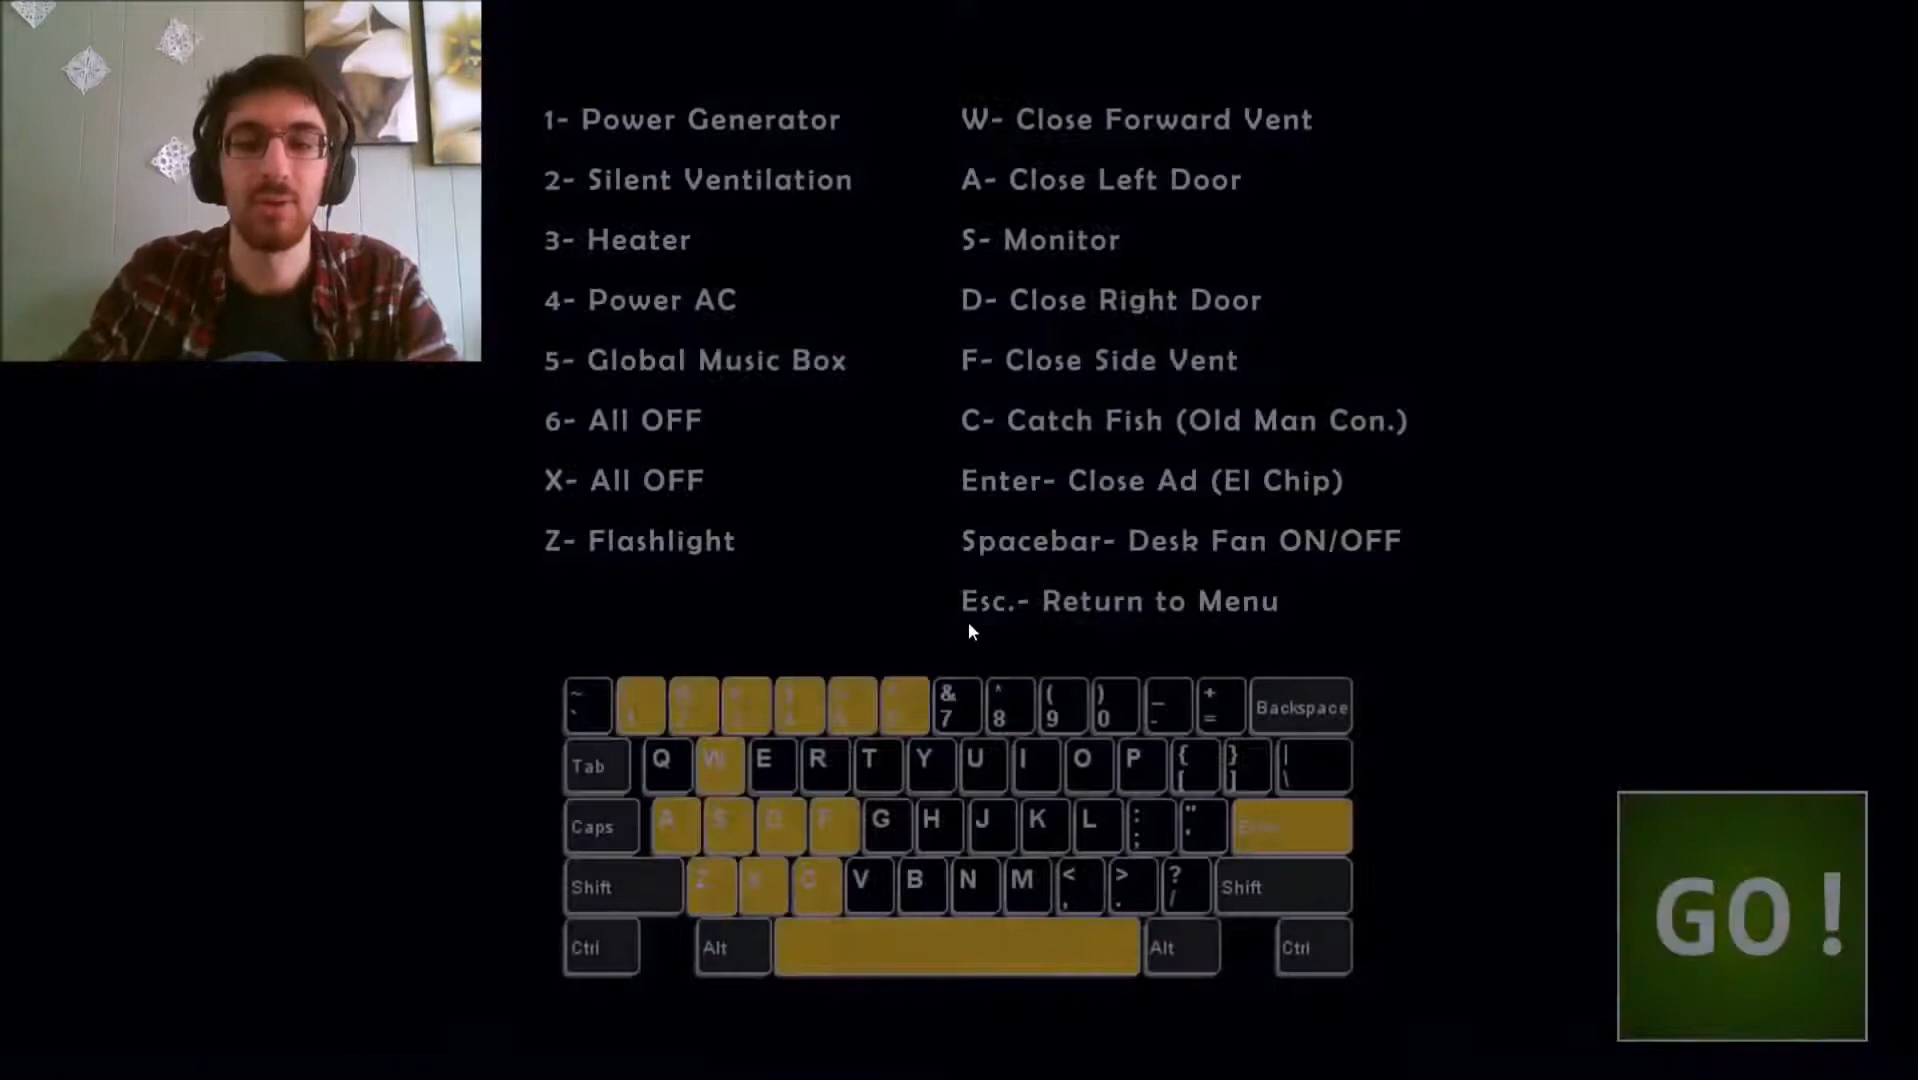 1- Power Generator
2- Silent Ventilation
3- Heater
4- Power AC
5- Global Music Box
6- All OFF
X- All OFF
Z- Flashlight
W- Close Forward Vent
A- Close Left Door
S- Monitor
D- Close Right Door
F- Close Side Vent
C- Catch Fish (Old Man Con.)
Enter- Close Ad (El Chip)
Spacebar- Desk Fan ON/OFF
Esc.- Return to Menu
~ & * ( ) _ +
` 7 8 9 0 - = Backspace
Tab Q W E R T Y U I O P { } |
[ ] \
Caps A S D F G H J K L : " Enter
; '
Shift Z X C V B N M < > ? Shift
, . /
Ctrl Alt Alt Ctrl
GO!